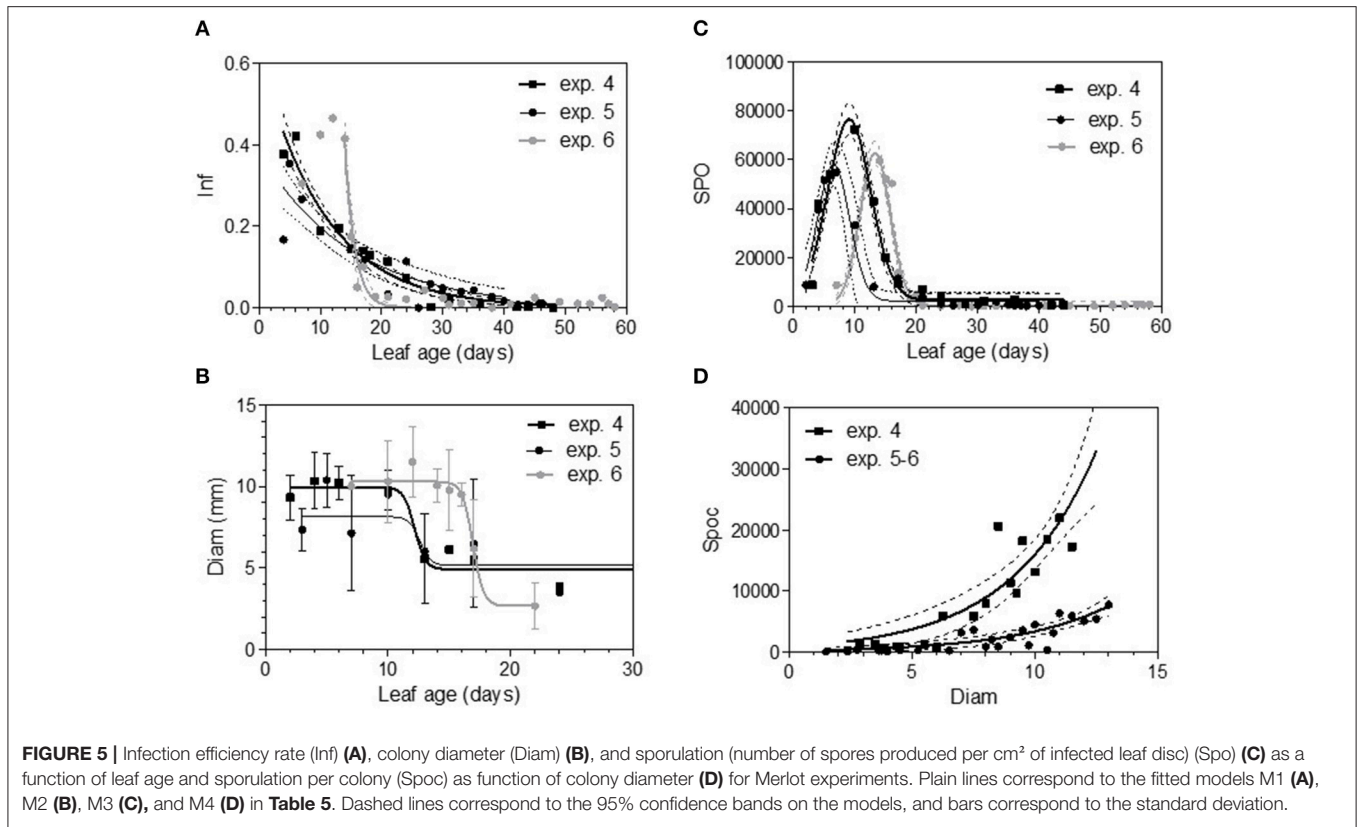 A
0.6
0.4
0.2
0.0
Inf
exp. 4
exp. 5
exp. 6
0 10 20 30 40 50 60
Leaf age (days)
C
100000
80000
60000
40000
20000
0
SPO
exp. 4
exp. 5
exp. 6
0 10 20 30 40 50 60
Leaf age (days)
B
15
10
5
0
Diam (mm)
exp. 4
exp. 5
exp. 6
0 10 20 30
Leaf age (days)
D
40000
30000
20000
10000
0
Spoc
exp. 4
exp. 5-6
0 5 10 15
Diam
FIGURE 5 | Infection efficiency rate (Inf) (A), colony diameter (Diam) (B), and sporulation (number of spores produced per cm² of infected leaf disc) (Spo) (C) as a
function of leaf age and sporulation per colony (Spoc) as function of colony diameter (D) for Merlot experiments. Plain lines correspond to the fitted models M1 (A),
M2 (B), M3 (C), and M4 (D) in Table 5. Dashed lines correspond to the 95% confidence bands on the models, and bars correspond to the standard deviation.